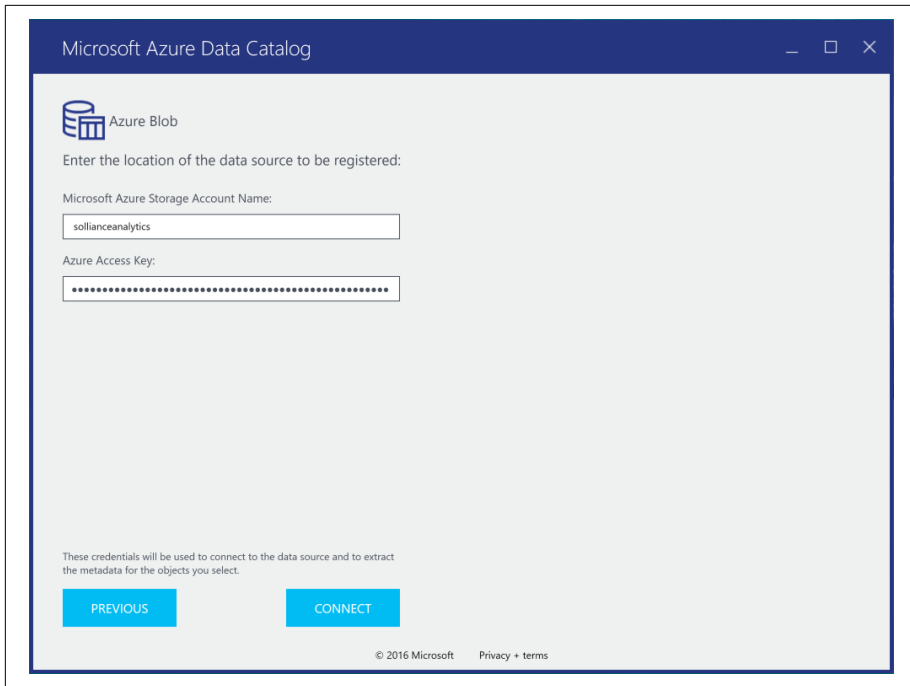 Microsoft Azure Data Catalog
Azure Blob
Enter the location of the data source to be registered:
Microsoft Azure Storage Account Name:
sollianceanalytics
Azure Access Key:
••••••••••••••••••••••••••••••••••••••••••••••••••••
These credentials will be used to connect to the data source and to extract
the metadata for the objects you select.
PREVIOUS CONNECT
© 2016 Microsoft Privacy + terms